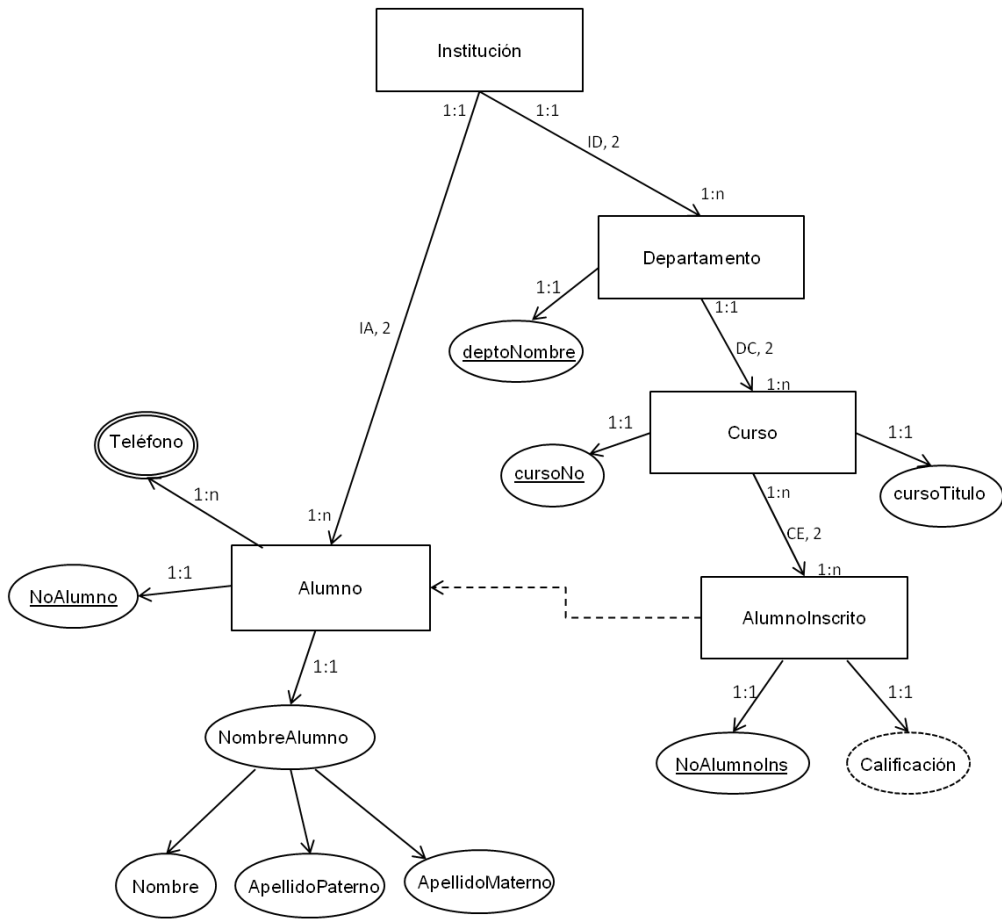 Institución
1:1
1:1
ID, 2
1:n
Departamento
1:1
1:1
IA, 2
deptoNombre
DC, 2
1:n
Curso
1:1
1:1
cursoNo
cursoTitulo
Teléfono
1:n
1:n
1:n
CE, 2
1:n
Alumno
1:1
NoAlumno
AlumnoInscrito
1:1
1:1
1:1
NombreAlumno
NoAlumnoIns
Calificación
Nombre
ApellidoPaterno
ApellidoMaterno